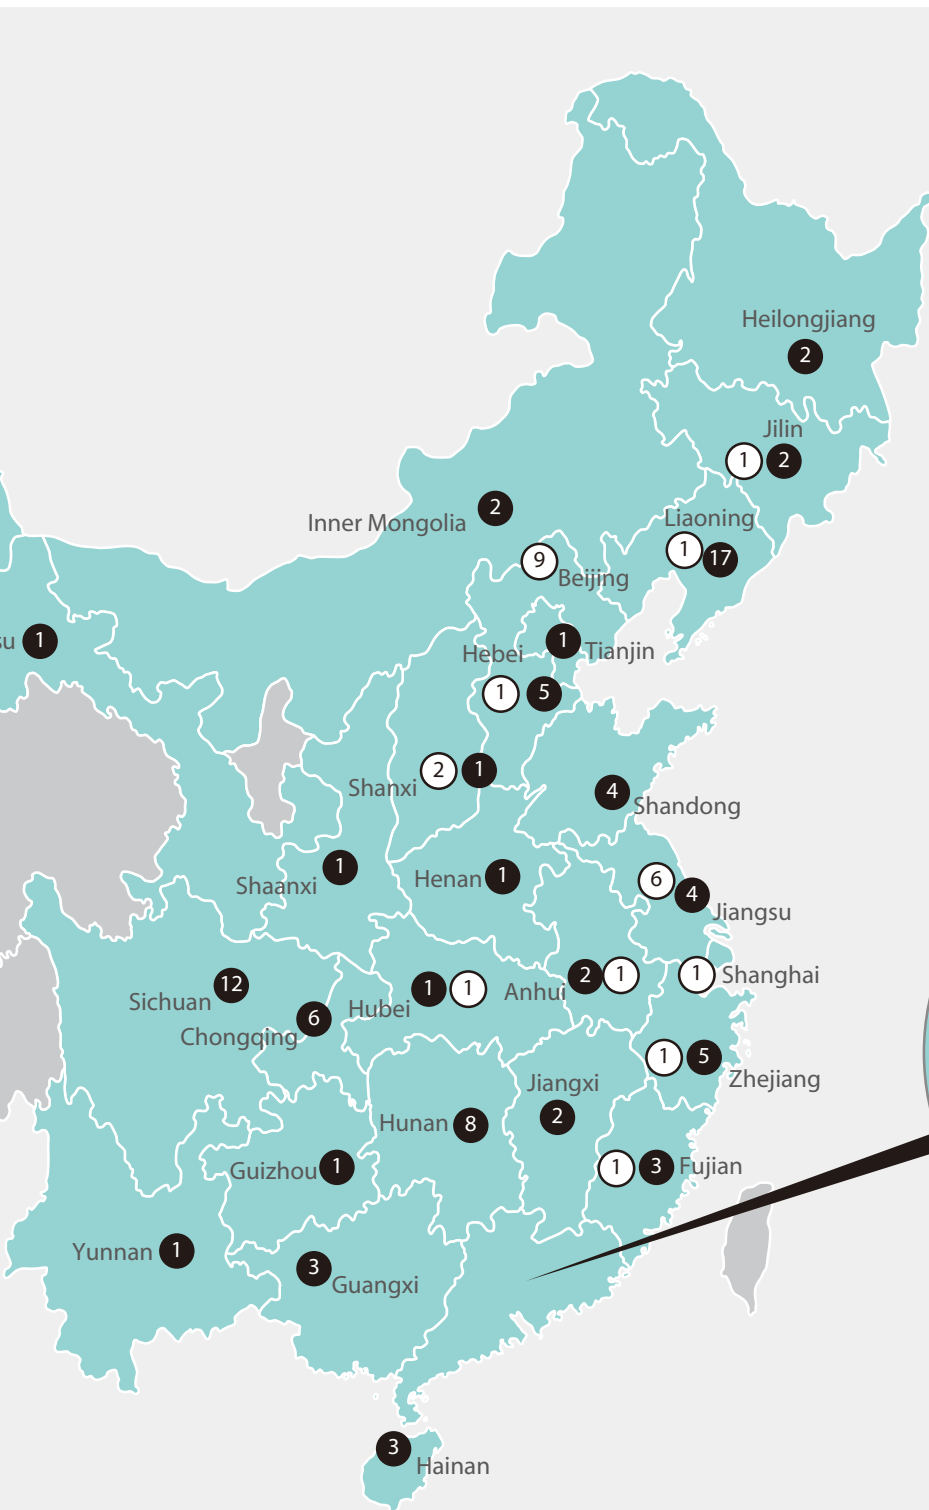 Heilongjiang
2
Jilin
1 2
Inner Mongolia 2
Liaoning
1 17
9
Beijing
su 1
1 Tianjin
Hebei
1 5
2 1
Shanxi
4
Shandong
1
Shaanxi
Henan 1
6 4
Jiangsu
12
Sichuan
6
Chongqing
1 1
Hubei
Anhui 2 1
1 Shanghai
1 5
Zhejiang
Jiangxi
2
Hunan 8
Guizhou 1
1 3 Fujian
Yunnan 1
3
Guangxi
3
Hainan